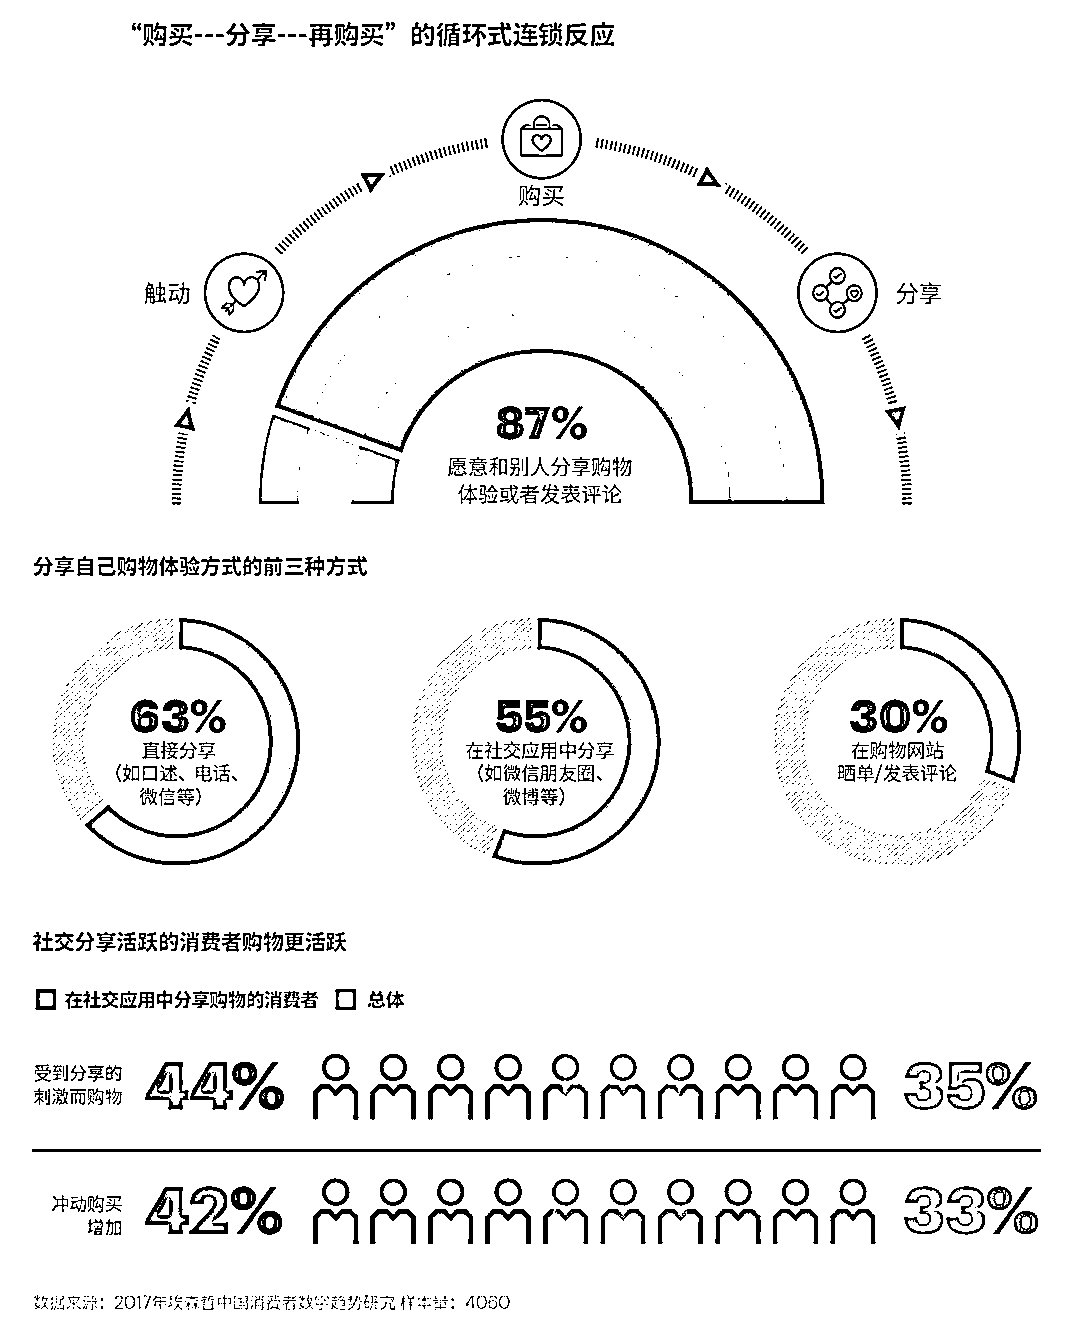 “购买---分享---再购买”的循环式连锁反应
购买
触动
分享
87%
愿意和别人分享购物
体验或者发表评论
分享自己购物体验方式的前三种方式
63%
直接分享
（如口述、电话、
微信等）
55%
在社交应用中分享
（如微信朋友圈、
微博等）
30%
在购物网站
晒单/发表评论
社交分享活跃的消费者购物更活跃
在社交应用中分享购物的消费者 总体
受到分享的
刺激而购物
44%
35%
冲动购买
增加
42%
33%
数据来源：2017年埃森哲中国消费者数字趋势研究 样本量：4060